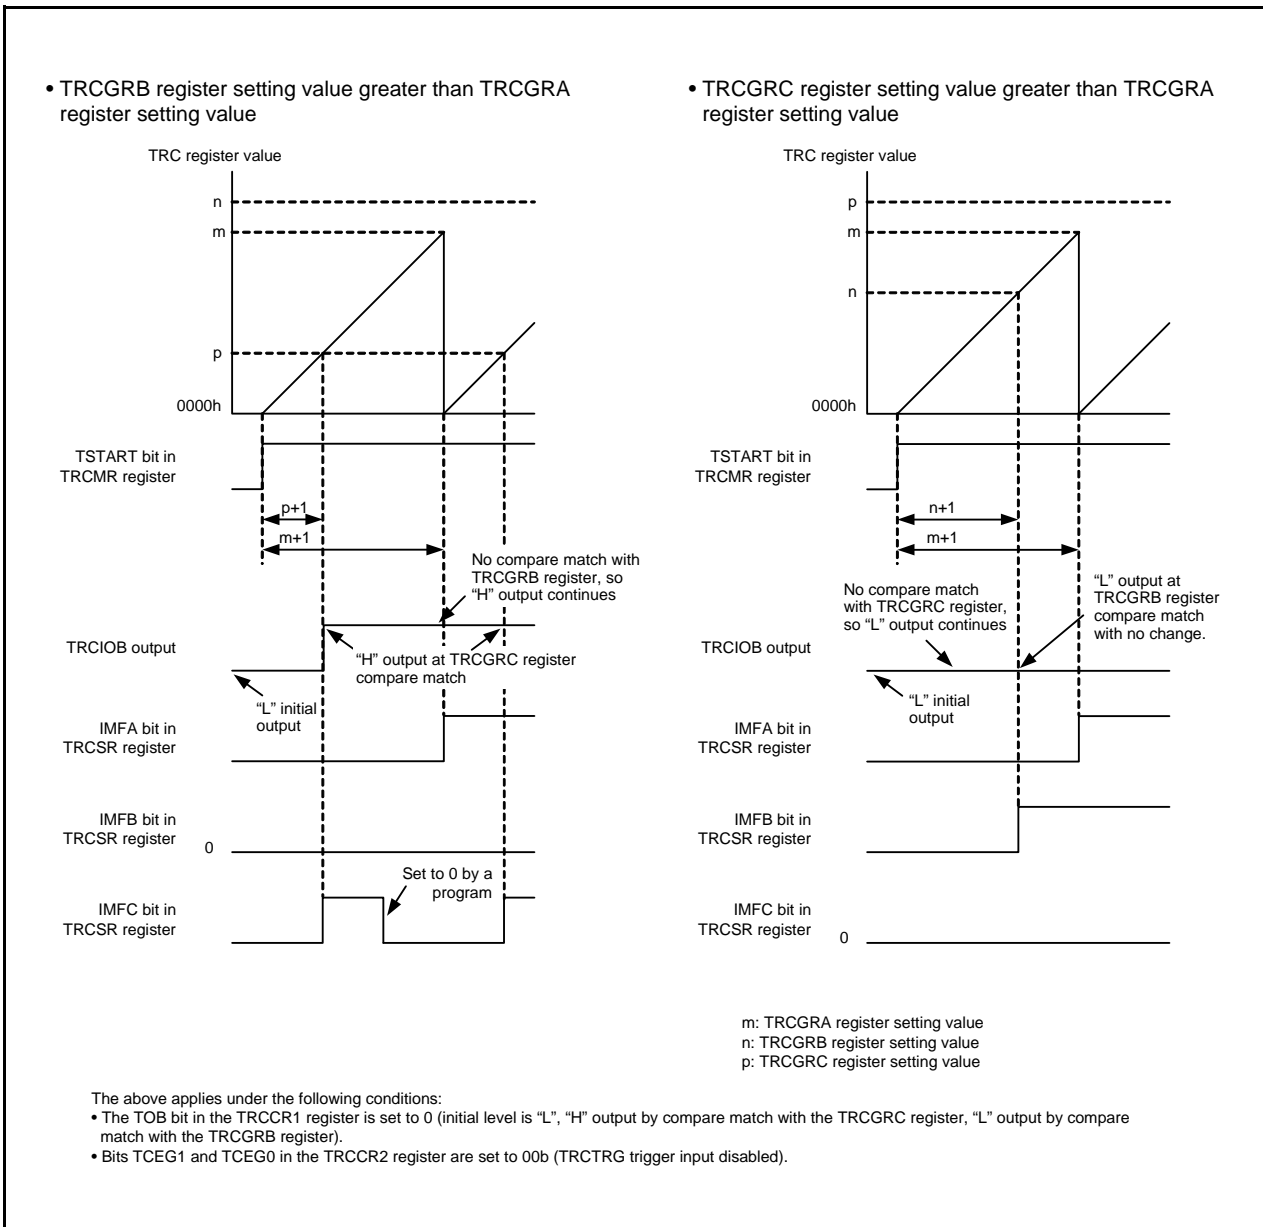 • TRCGRB register setting value greater than TRCGRA
register setting value
TRC register value
n
m
p
0000h
TSTART bit in
TRCMR register
p+1
m+1
No compare match with
TRCGRB register, so
“H” output continues
TRCIOB output
“H” output at TRCGRC register
compare match
“L” initial
output
IMFA bit in
TRCSR register
IMFB bit in
TRCSR register
0
Set to 0 by a
program
IMFC bit in
TRCSR register
• TRCGRC register setting value greater than TRCGRA
register setting value
TRC register value
p
m
n
0000h
TSTART bit in
TRCMR register
n+1
m+1
No compare match
with TRCGRC register,
so “L” output continues
“L” output at
TRCGRB register
compare match
with no change.
TRCIOB output
“L” initial
output
IMFA bit in
TRCSR register
IMFB bit in
TRCSR register
IMFC bit in
TRCSR register
0
m: TRCGRA register setting value
n: TRCGRB register setting value
p: TRCGRC register setting value
The above applies under the following conditions:
• The TOB bit in the TRCCR1 register is set to 0 (initial level is “L”, “H” output by compare match with the TRCGRC register, “L” output by compare
match with the TRCGRB register).
• Bits TCEG1 and TCEG0 in the TRCCR2 register are set to 00b (TRCTRG trigger input disabled).